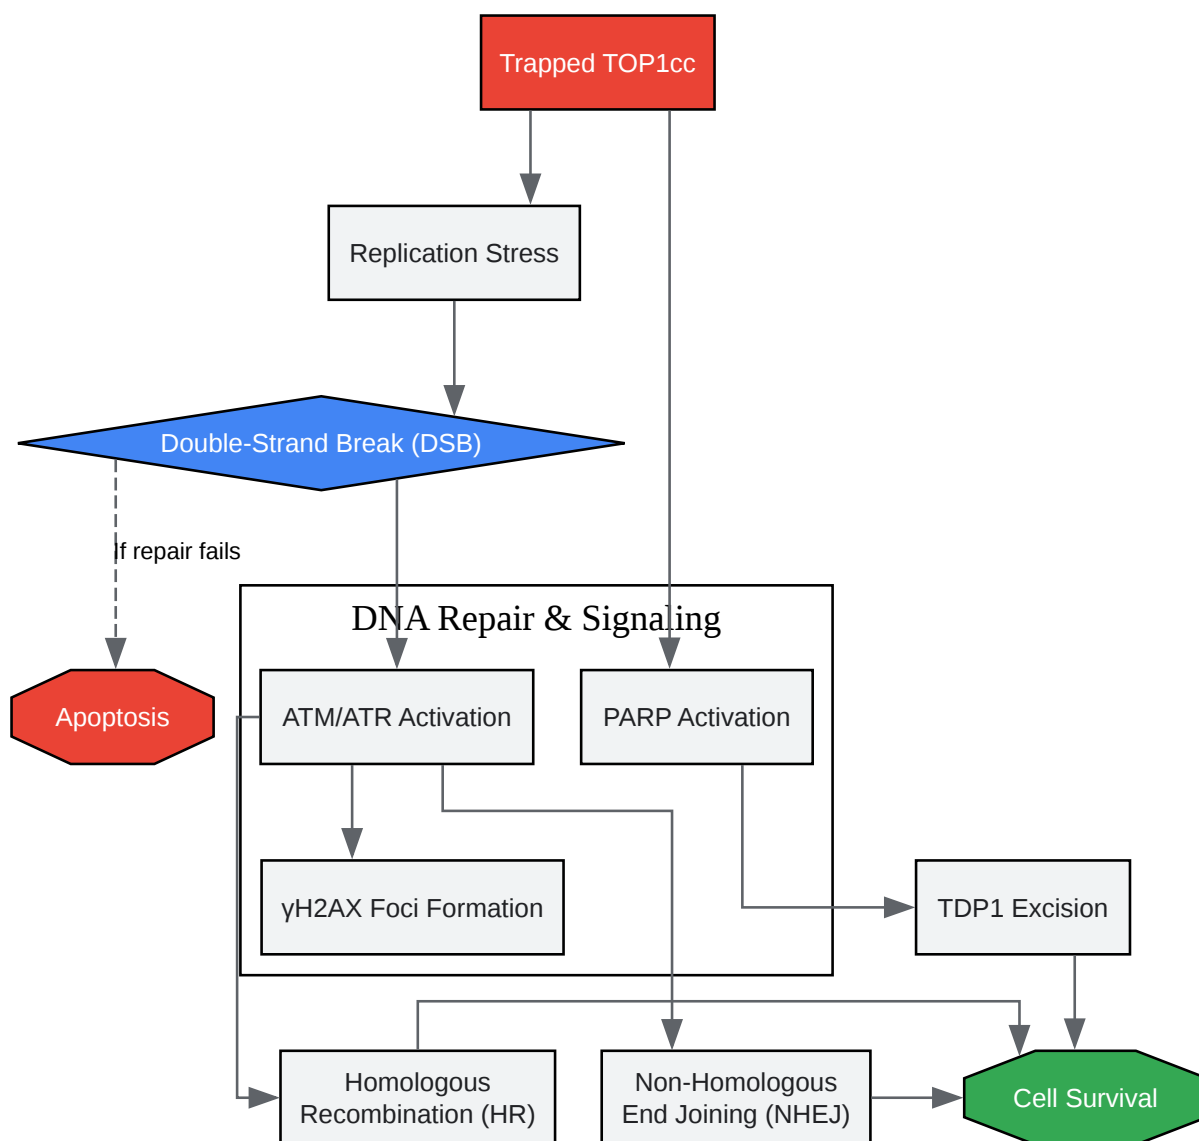 Trapped TOP1cc
Replication Stress
Double-Strand Break (DSB)
If repair fails
DNA Repair & Signaling
Apoptosis
ATM/ATR Activation
PARP Activation
γH2AX Foci Formation
TDP1 Excision
Homologous
Recombination (HR)
Non-Homologous
End Joining (NHEJ)
Cell Survival